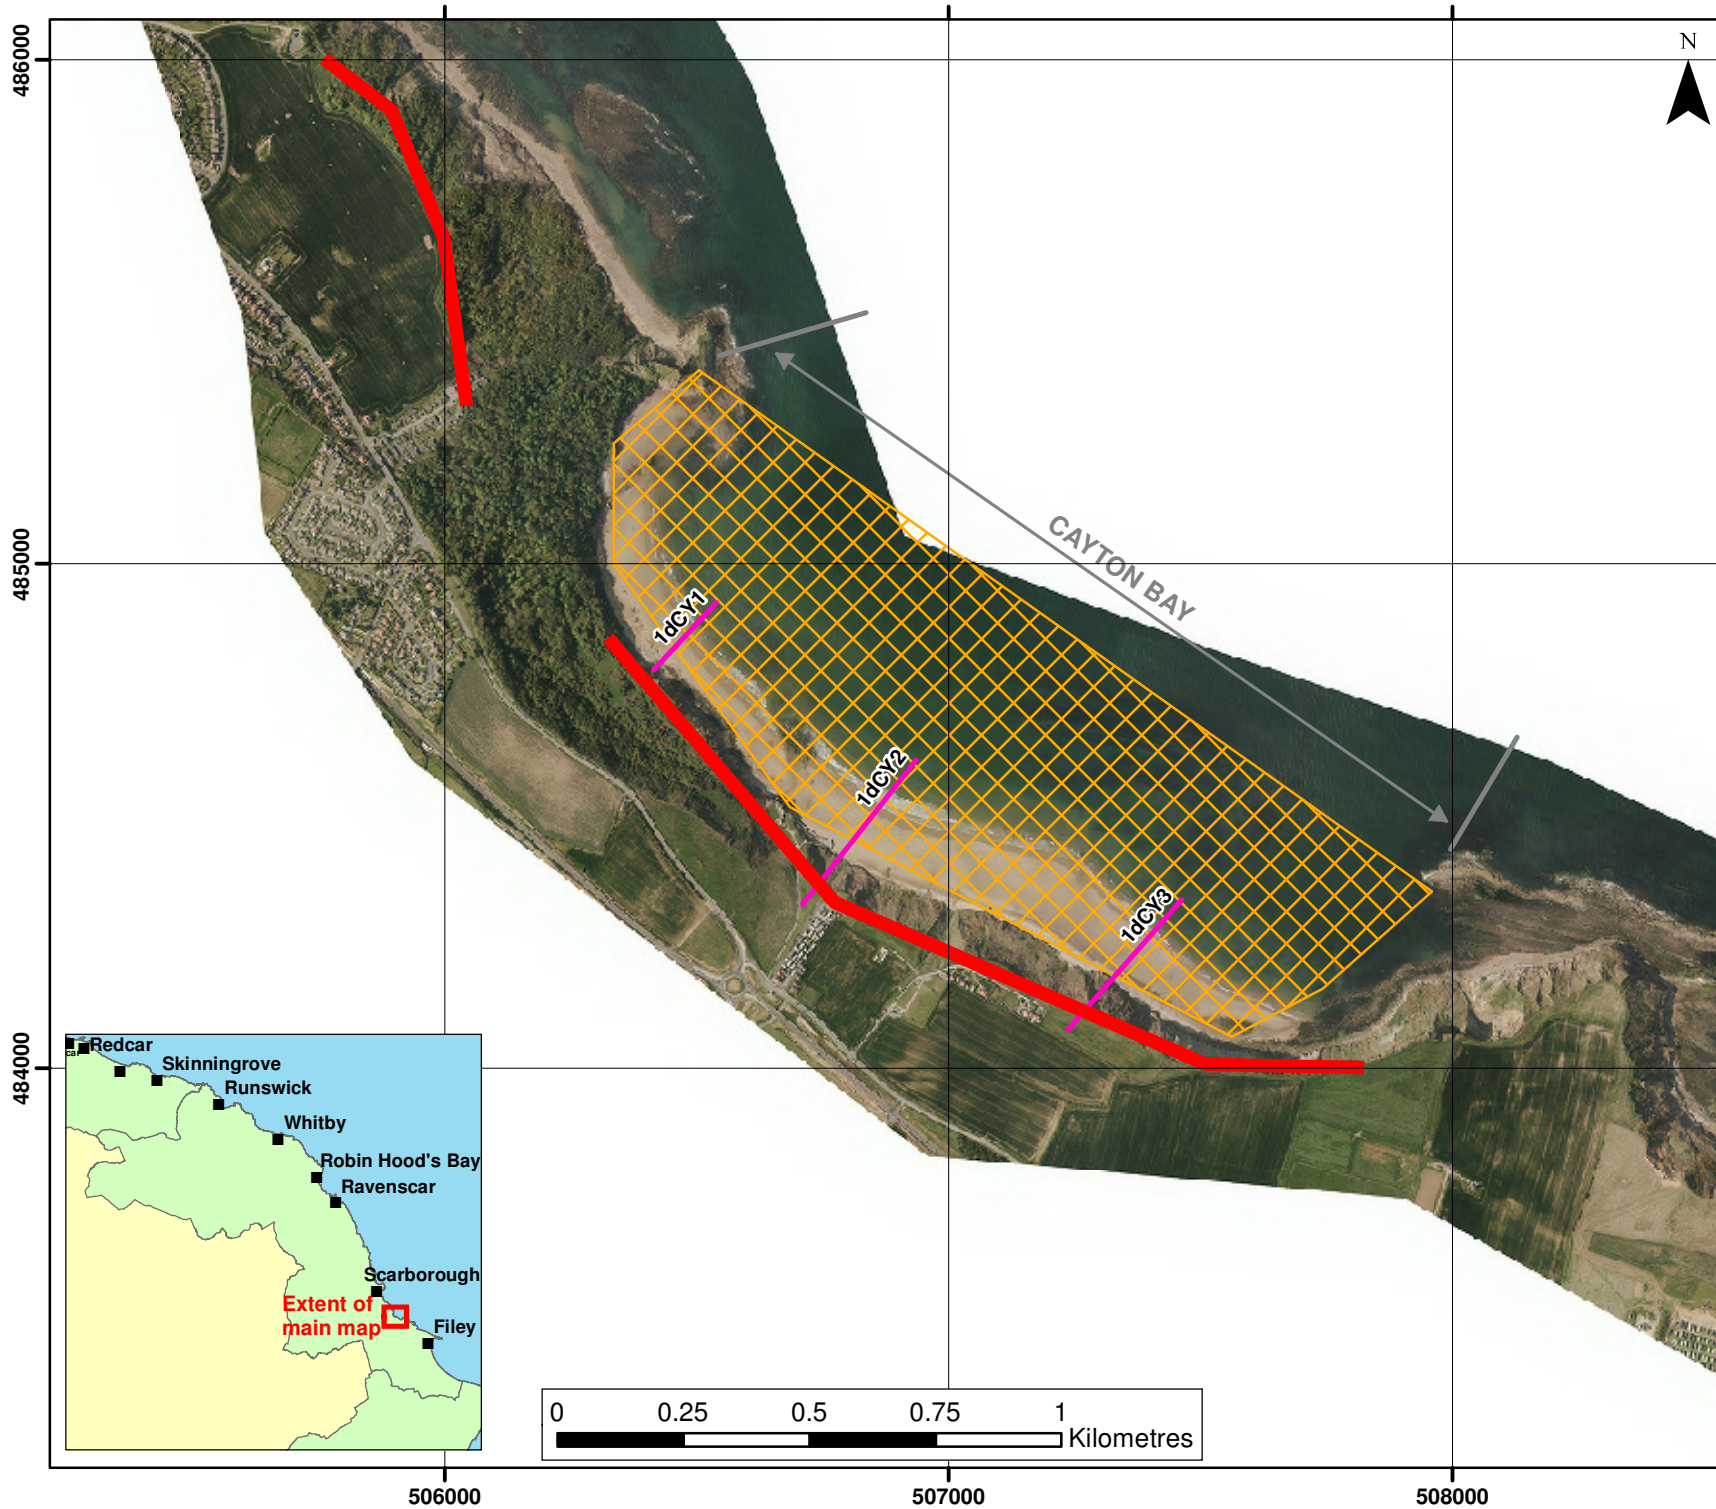 N
486000
485000
484000
CAYTON BAY
1dCY1
1dCY2
1dCY3
car
Redcar
Skinningrove
Runswick
Whitby
Robin Hood's Bay
Ravenscar
Scarborough
Extent of
main map
Filey
0 0.25 0.5 0.75 1
Kilometres
506000 507000 508000